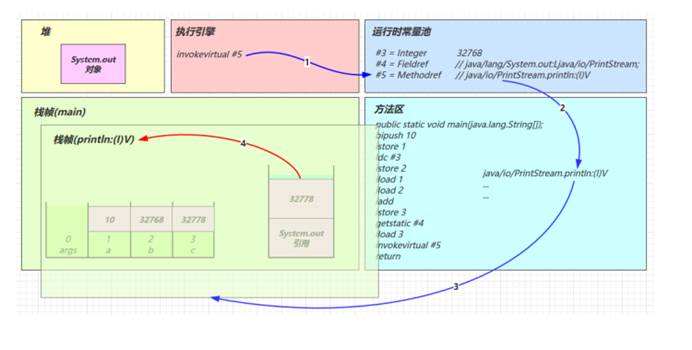 堆
System.out
对象
执行引擎
invokevirtual #5
1
运行时常量池
#3 = Integer 32768
#4 = Fieldref // java/lang/System.out:Ljava/io/PrintStream;
#5 = Methodref // java/io/PrintStream.println:(I)V
2
栈帧(main)
栈帧(println:(I)V)
4
10 32768 32778
0 1 2 3
args a b c
32778
System.out
引用
方法区
public static void main(java.lang.String[]);
bipush 10
istore 1
ldc #3
istore 2
iload 1
iload 2
iadd
istore 3
getstatic #4
iload 3
invokevirtual #5
return
java/io/PrintStream.println:(I)V
...
...
3